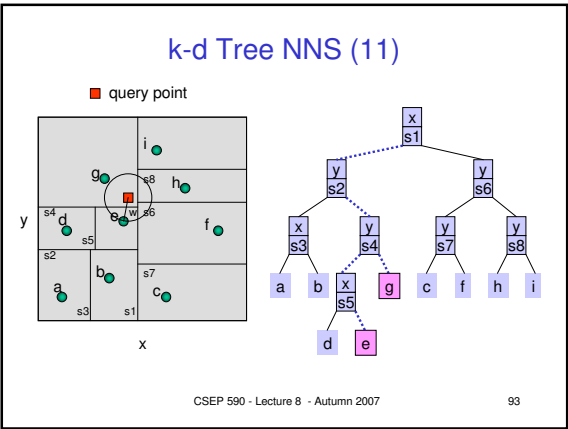 k-d Tree NNS (11)
query point
x
s1
i
y
s2
y
s6
g
s8
h
y
s4
d
e
w
s6
f
s5
x
s3
y
s4
y
s7
y
s8
s2
b
s7
a
c
s3
s1
a
b
x
s5
g
c
f
h
i
x
d
e
CSEP 590 - Lecture 8 - Autumn 2007
93